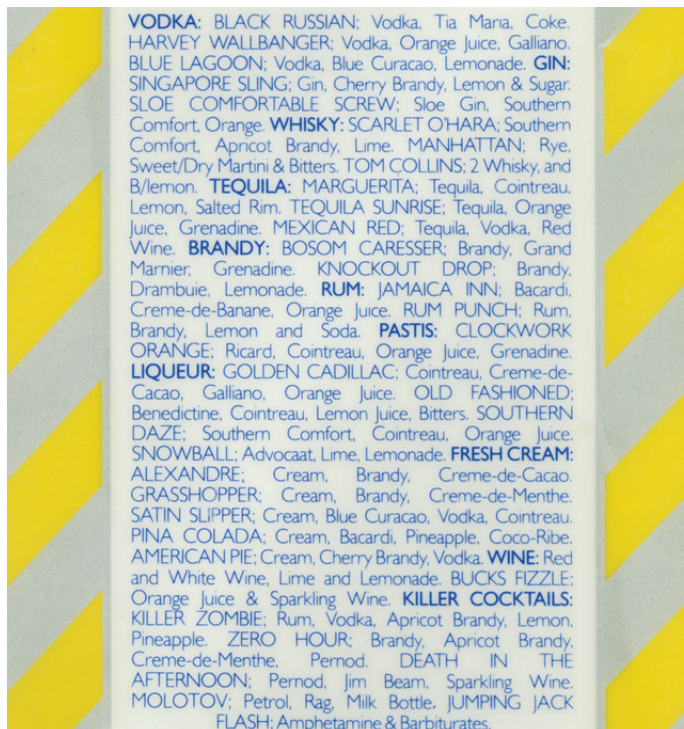 VODKA: BLACK RUSSIAN; Vodka, Tia Maria, Coke.
HARVEY WALLBANGER; Vodka, Orange Juice, Galliano.
BLUE LAGOON; Vodka, Blue Curacao, Lemonade. GIN:
SINGAPORE SLING; Gin, Cherry Brandy, Lemon & Sugar.
SLOE COMFORTABLE SCREW; Sloe Gin, Southern
Comfort, Orange. WHISKY: SCARLET O'HARA; Southern
Comfort, Apricot Brandy, Lime. MANHATTAN; Rye.
Sweet/Dry Martini & Bitters. TOM COLLINS; 2 Whisky, and
B/lemon. TEQUILA: MARGUERITA; Tequila, Cointreau,
Lemon, Salted Rim. TEQUILA SUNRISE; Tequila, Orange
Juice, Grenadine. MEXICAN RED; Tequila, Vodka, Red
Wine. BRANDY: BOSOM CARESSER; Brandy, Grand
Marnier, Grenadine. KNOCKOUT DROP; Brandy,
Drambuie, Lemonade. RUM: JAMAICA INN; Bacardi,
Creme-de-Banane, Orange Juice. RUM PUNCH; Rum,
Brandy, Lemon and Soda. PASTIS: CLOCKWORK
ORANGE; Ricard, Cointreau, Orange Juice, Grenadine.
LIQUEUR: GOLDEN CADILLAC; Cointreau, Creme-de-
Cacao, Galliano, Orange Juice. OLD FASHIONED;
Benedictine, Cointreau, Lemon Juice, Bitters. SOUTHERN
DAZE; Southern Comfort, Cointreau, Orange Juice.
SNOWBALL; Advocaat, Lime, Lemonade. FRESH CREAM:
ALEXANDRE; Cream, Brandy, Creme-de-Cacao.
GRASSHOPPER; Cream, Brandy, Creme-de-Menthe.
SATIN SLIPPER; Cream, Blue Curacao, Vodka, Cointreau.
PINA COLADA; Cream, Bacardi, Pineapple, Coco-Ribe.
AMERICAN PIE; Cream, Cherry Brandy, Vodka. WINE: Red
and White Wine, Lime and Lemonade. BUCKS FIZZLE;
Orange Juice & Sparkling Wine. KILLER COCKTAILS:
KILLER ZOMBIE; Rum, Vodka, Apricot Brandy, Lemon,
Pineapple. ZERO HOUR; Brandy, Apricot Brandy,
Creme-de-Menthe, Pernod. DEATH IN THE
AFTERNOON; Pernod, Jim Beam, Sparkling Wine.
MOLOTOV; Petrol, Rag, Milk Bottle. JUMPING JACK
FLASH; Amphetamine & Barbiturates.